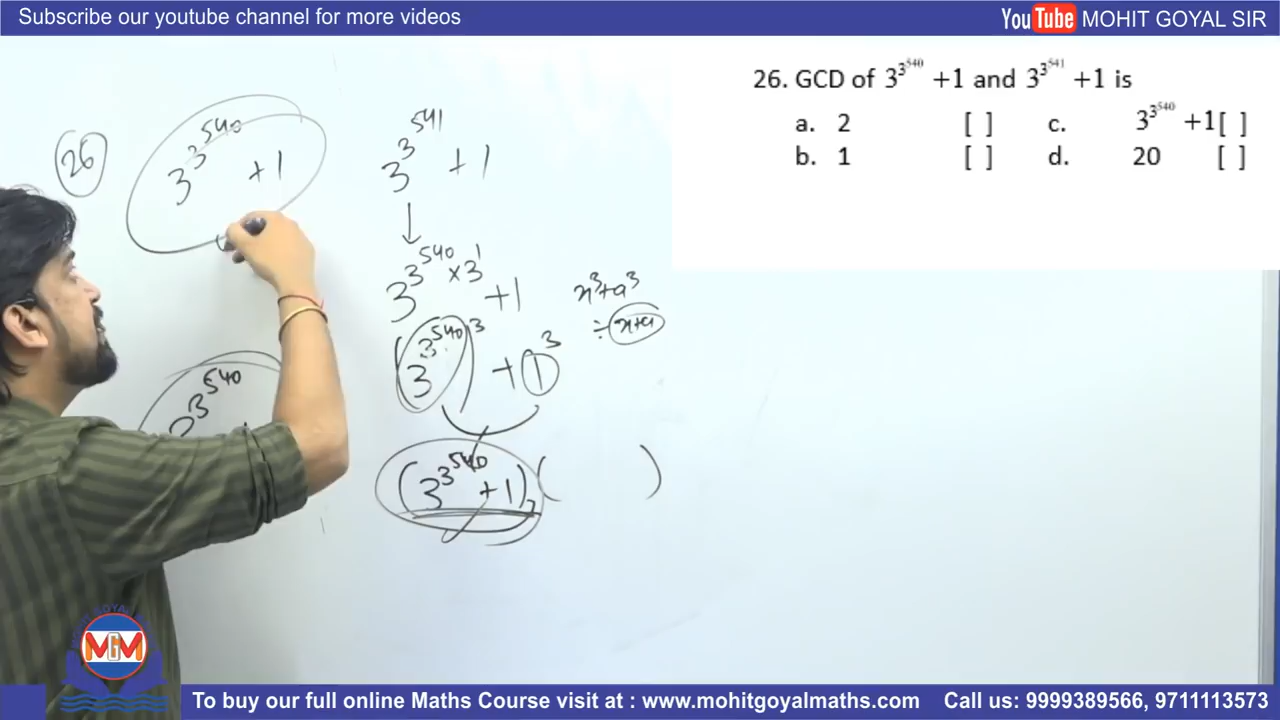 Subscribe our youtube channel for more videos
YouTube MOHIT GOYAL SIR
26. GCD of 3^3^540 +1 and 3^3^541 +1 is
a. 2 [ ] c. 3^3^540 +1[ ]
b. 1 [ ] d. 20 [ ]
26 3^3^540 +1 3^3^541 + 1
↓
3^3^540 × 3^1 +1
x^3+a^3
÷ x+a
(3^3^540)^3 + 1^3
3^540
(3^3^540 +1) ( )
MGM
To buy our full online Maths Course visit at : www.mohitgoyalmaths.com Call us: 9999389566, 9711113573